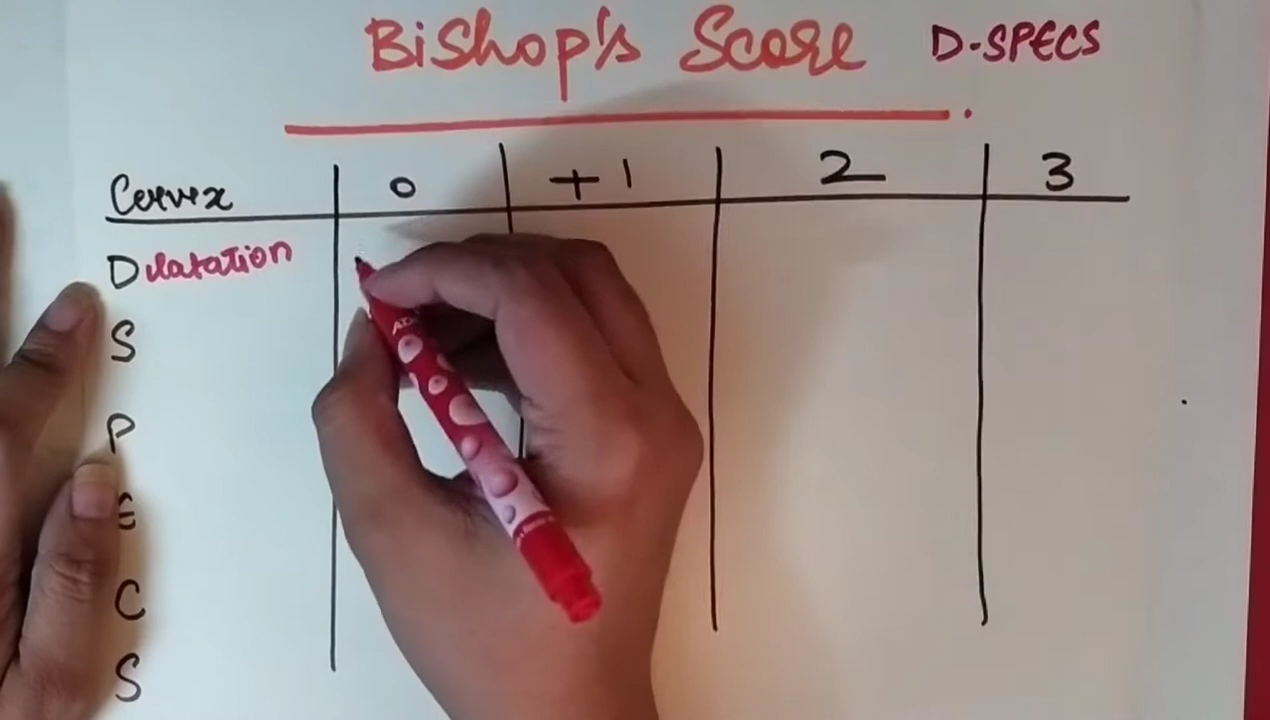 Bishop's Score D-SPECS
Cervix 0 +1 2 3
Dilatation
S
P
E
C
S